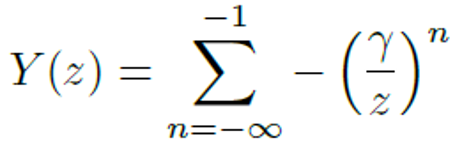 Y(z) = \sum_{n=-\infty}^{-1} -\left(\frac{\gamma}{z}\right)^n